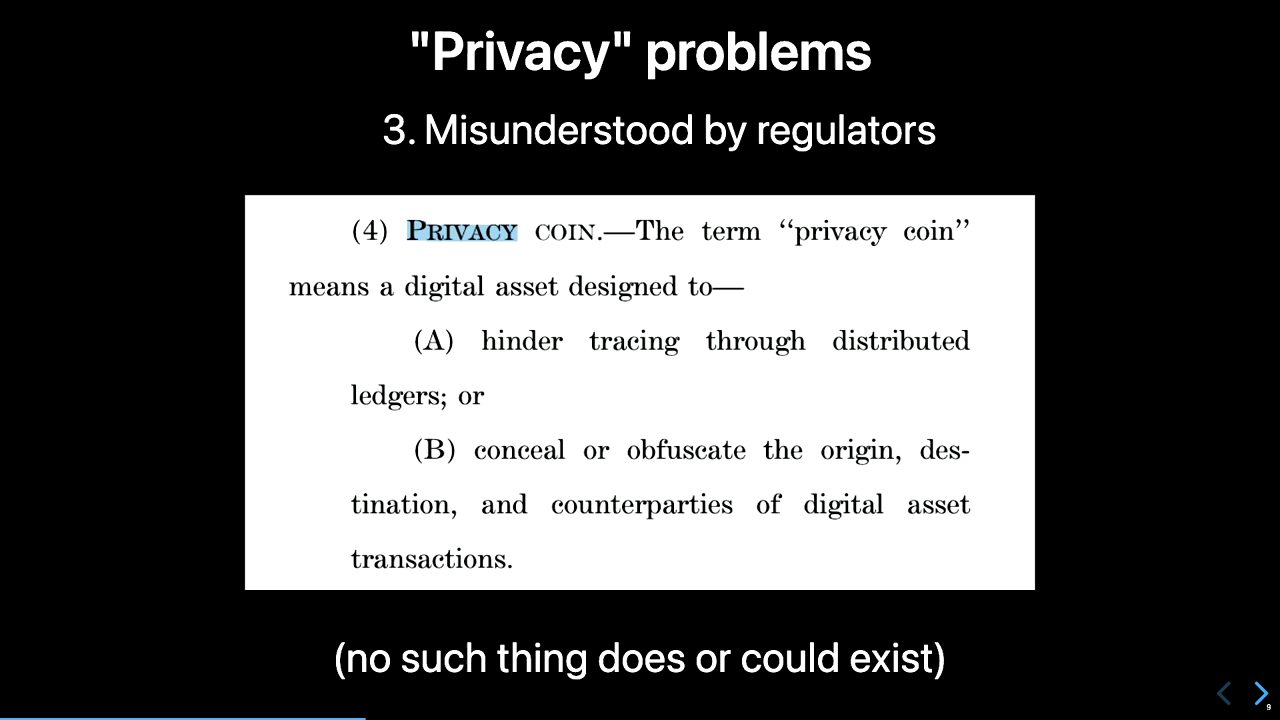 "Privacy" problems
3. Misunderstood by regulators
(4) PRIVACY COIN.—The term ‘‘privacy coin’’
means a digital asset designed to—
(A) hinder tracing through distributed
ledgers; or
(B) conceal or obfuscate the origin, des-
tination, and counterparties of digital asset
transactions.
(no such thing does or could exist)
9